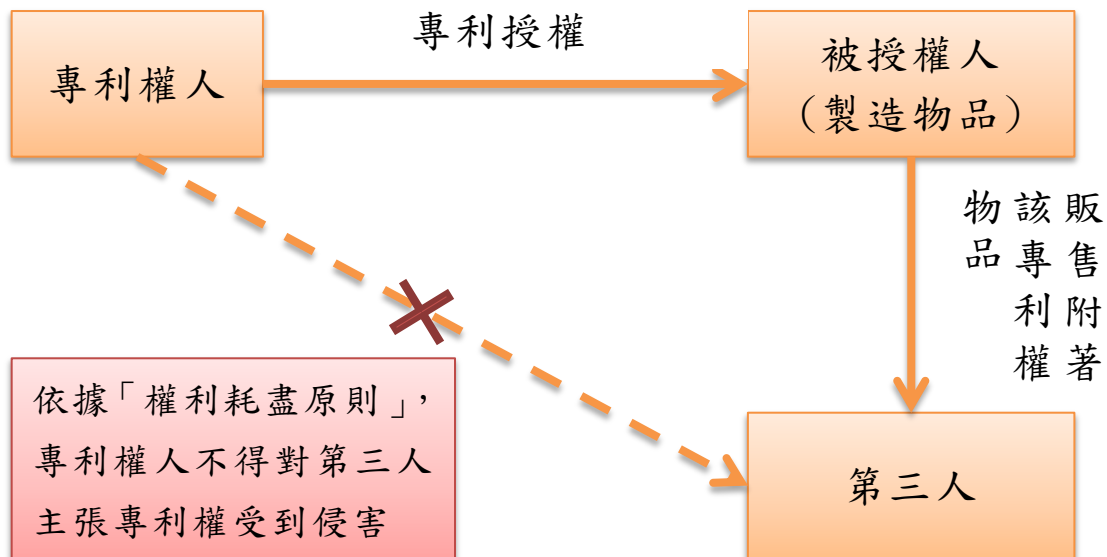 專利權人
專利授權
被授權人
（製造物品）
販售附著
該專利權
物品
依據「權利耗盡原則」，
專利權人不得對第三人
主張專利權受到侵害
第三人